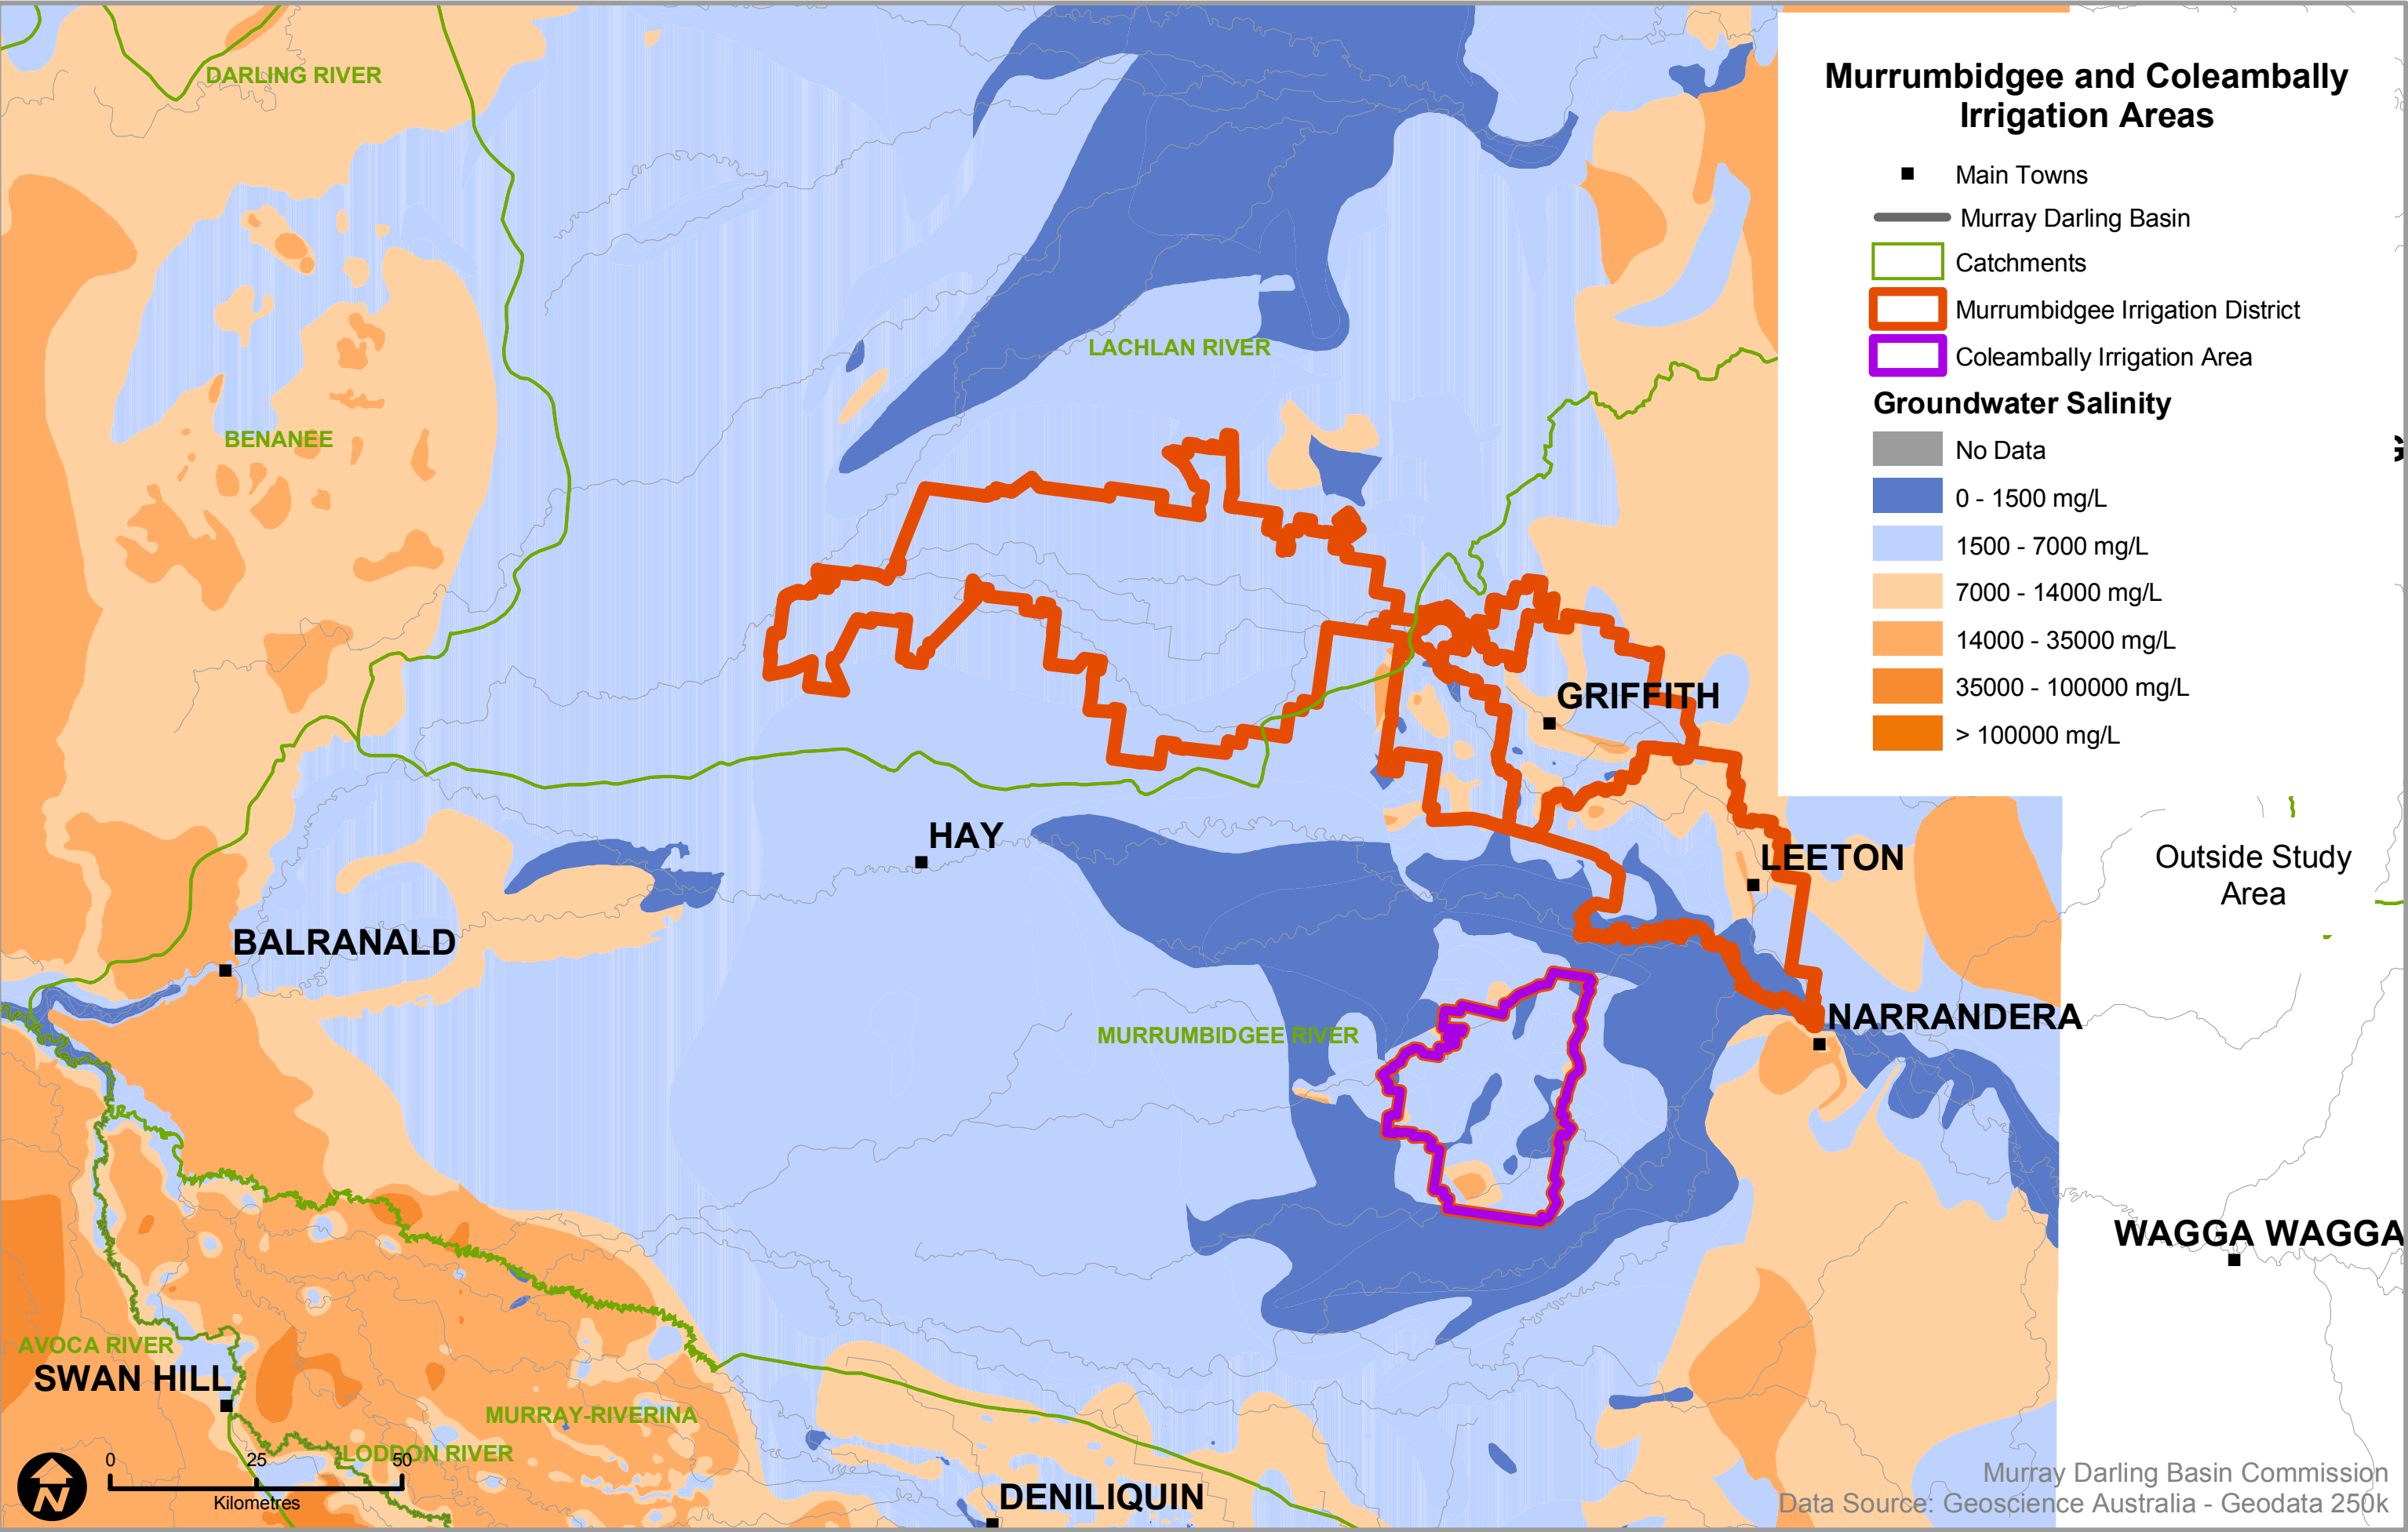 Murrumbidgee and Coleambally
Irrigation Areas
Main Towns
Murray Darling Basin
Catchments
Murrumbidgee Irrigation District
Coleambally Irrigation Area
Groundwater Salinity
No Data
0 - 1500 mg/L
1500 - 7000 mg/L
7000 - 14000 mg/L
14000 - 35000 mg/L
35000 - 100000 mg/L
> 100000 mg/L
DARLING RIVER
LACHLAN RIVER
BENANEE
GRIFFITH
HAY
LEETON
Outside Study
Area
BALRANALD
NARRANDERA
MURRUMBIDGEE RIVER
WAGGA WAGGA
AVOCA RIVER
SWAN HILL
MURRAY-RIVERINA
LODDON RIVER
0 25 50
Kilometres
N
DENILIQUIN
Murray Darling Basin Commission
Data Source: Geoscience Australia - Geodata 250k